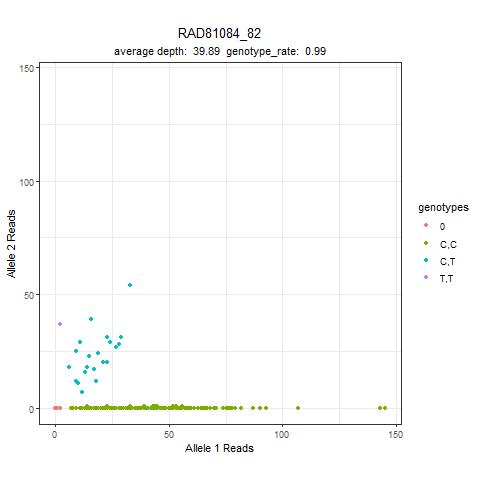 RAD81084_82
average depth: 39.89 genotype_rate: 0.99
150
100
50
0
Allele 2 Reads
0 50 100 150
Allele 1 Reads
genotypes
0
C,C
C,T
T,T